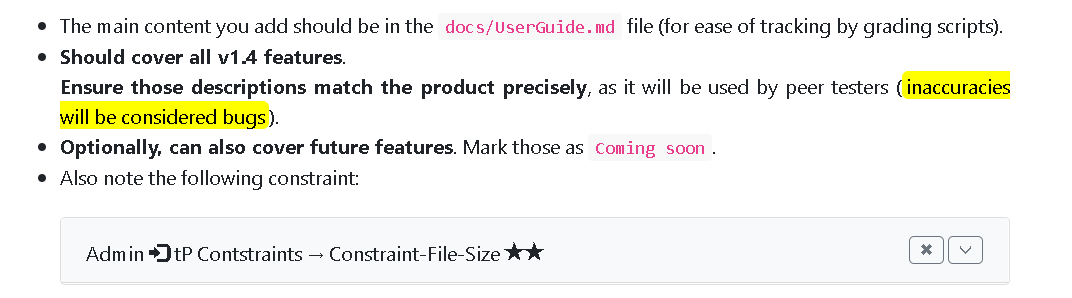 The main content you add should be in the docs/UserGuide.md file (for ease of tracking by grading scripts).
Should cover all v1.4 features.
Ensure those descriptions match the product precisely, as it will be used by peer testers (inaccuracies
will be considered bugs).
Optionally, can also cover future features. Mark those as Coming soon.
Also note the following constraint:
Admin tP Contstraints → Constraint-File-Size ★★